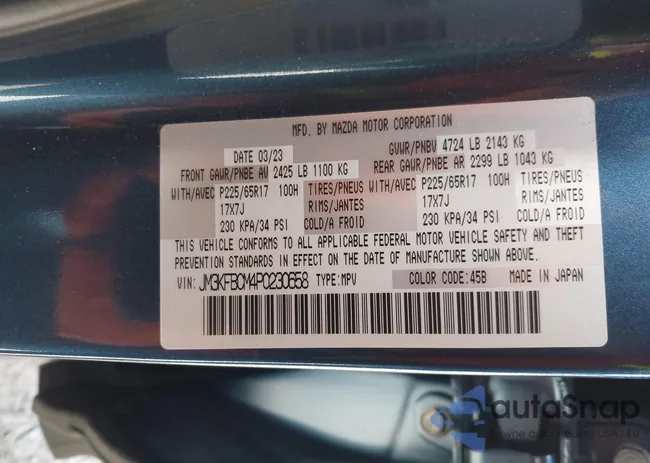 MFD. BY MAZDA MOTOR CORPORATION
DATE 03/23 GVWR/PNBV 4724 LB 2143 KG
FRONT GAWR/PNBE AV 2425 LB 1100 KG REAR GAWR/PNBE AR 2299 LB 1043 KG
WITH/AVEC P225/65R17 100H TIRES/PNEUS WITH/AVEC P225/65R17 100H TIRES/PNEUS
17X7J RIMS/JANTES 17X7J RIMS/JANTES
230 KPA/34 PSI COLD/A FROID 230 KPA/34 PSI COLD/A FROID
THIS VEHICLE CONFORMS TO ALL APPLICABLE FEDERAL MOTOR VEHICLE SAFETY AND THEFT
PREVENTION STANDARDS IN EFFECT ON THE DATE OF MANUFACTURE SHOWN ABOVE.
VIN: JM3KFBCM4P0230658 TYPE:MPV COLOR CODE:45B MADE IN JAPAN
autoSnap